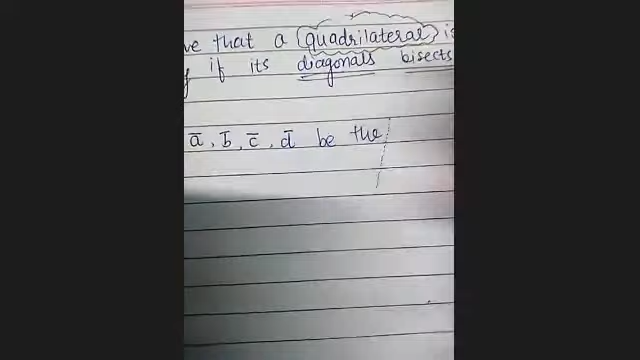 ve that a (quadrilateral) is
y if its diagonals bisects
ā, b̄, c̄, d̄ be the